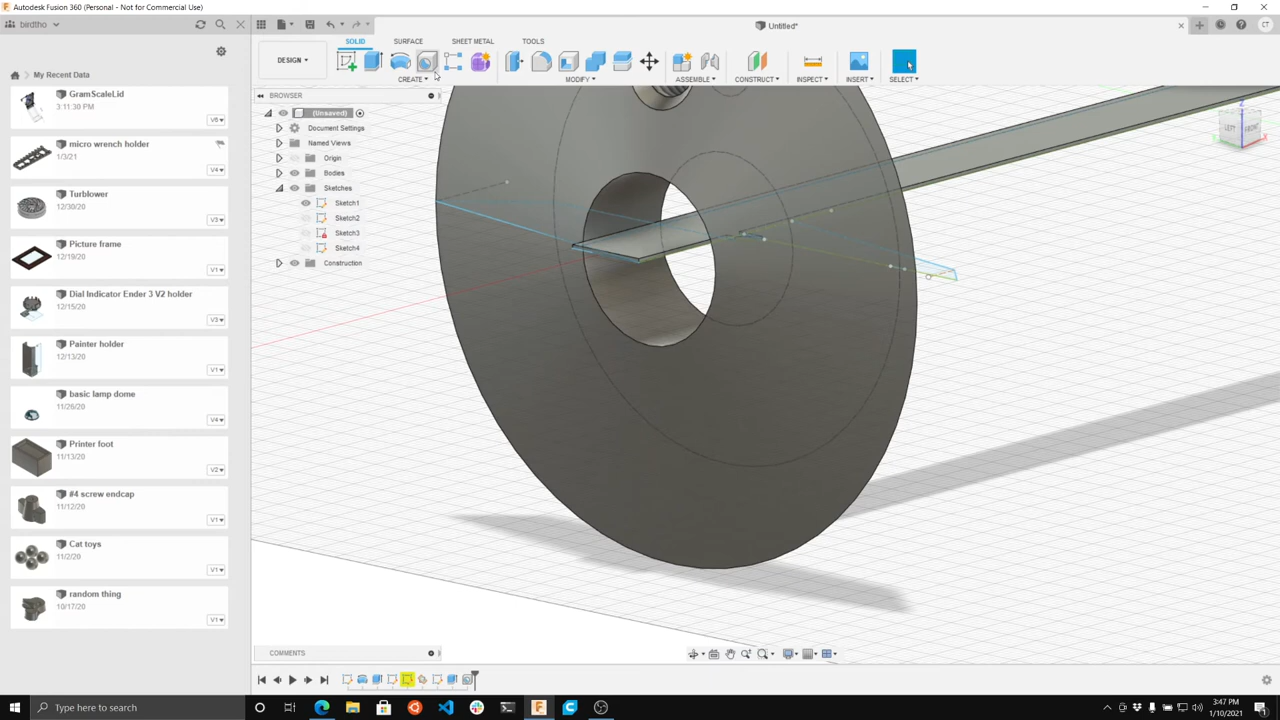 Autodesk Fusion 360 (Personal - Not for Commercial Use)
birdtho
Untitled*
CT
SOLID
SURFACE
SHEET METAL
TOOLS
DESIGN
CREATE
MODIFY
ASSEMBLE
CONSTRUCT
INSPECT
INSERT
SELECT
My Recent Data
GramScaleLid
3:11:30 PM
V6
micro wrench holder
1/3/21
V4
Turblower
12/30/20
V3
Picture frame
12/19/20
V1
Dial Indicator Ender 3 V2 holder
12/15/20
V3
Painter holder
12/13/20
V1
basic lamp dome
11/26/20
V4
Printer foot
11/13/20
V2
#4 screw endcap
11/12/20
V1
Cat toys
11/2/20
V1
random thing
10/17/20
V1
BROWSER
(Unsaved)
Document Settings
Named Views
Origin
Bodies
Sketches
Sketch1
Sketch2
Sketch3
Sketch4
Construction
Z
LEFT
FRONT
COMMENTS
Type here to search
3:47 PM
1/10/2021